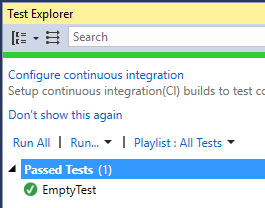 Test Explorer
Search
Configure continuous integration
Setup continuous integration(CI) builds to test
Don't show this again
Run All | Run... | Playlist : All Tests
Passed Tests (1)
EmptyTest